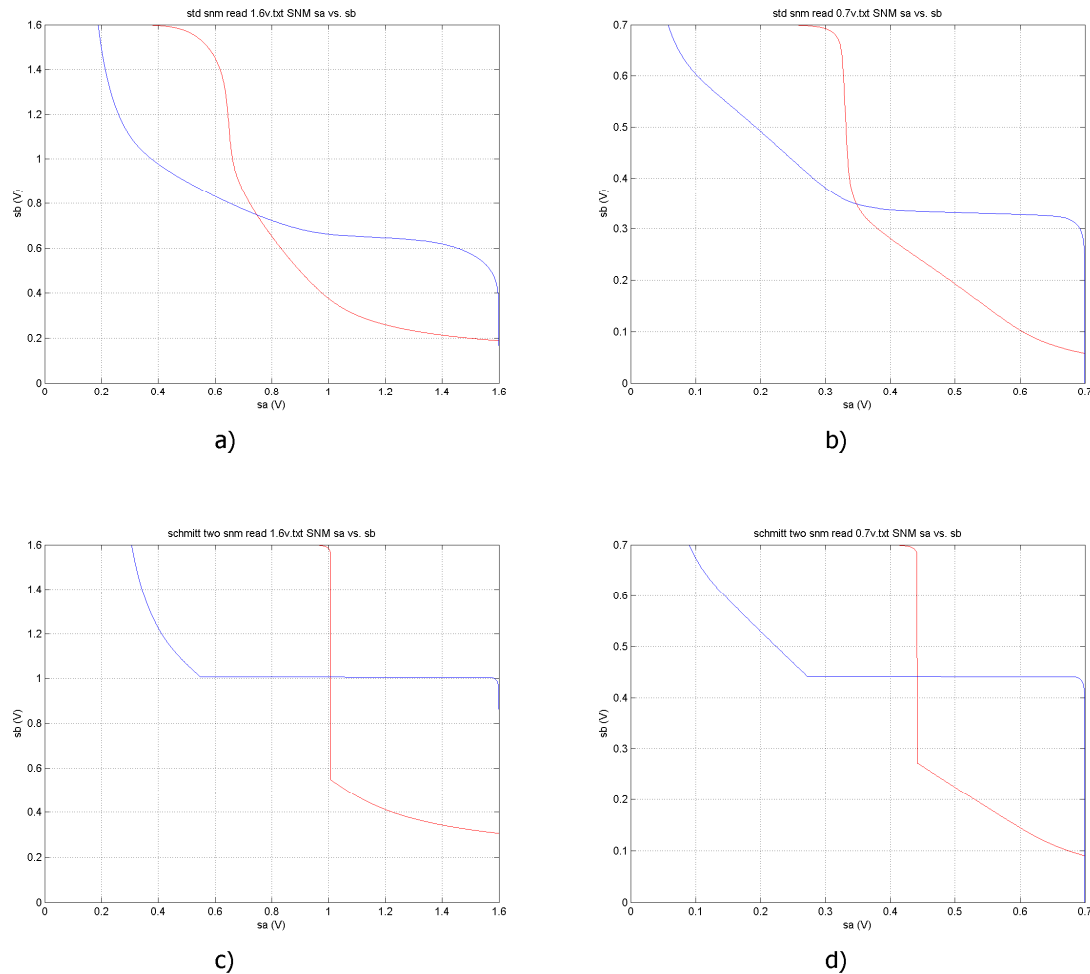 std snm read 1.6v.txt SNM sa vs. sb
1.6
1.4
1.2
1
0.8
0.6
0.4
0.2
0
sb (V)
0 0.2 0.4 0.6 0.8 1 1.2 1.4 1.6
sa (V)
a)
std snm read 0.7v.txt SNM sa vs. sb
0.7
0.6
0.5
0.4
0.3
0.2
0.1
0
sb (V)
0 0.1 0.2 0.3 0.4 0.5 0.6 0.7
sa (V)
b)
schmitt two snm read 1.6v.txt SNM sa vs. sb
1.6
1.4
1.2
1
0.8
0.6
0.4
0.2
0
sb (V)
0 0.2 0.4 0.6 0.8 1 1.2 1.4 1.6
sa (V)
c)
schmitt two snm read 0.7v.txt SNM sa vs. sb
0.7
0.6
0.5
0.4
0.3
0.2
0.1
0
sb (V)
0 0.1 0.2 0.3 0.4 0.5 0.6 0.7
sa (V)
d)